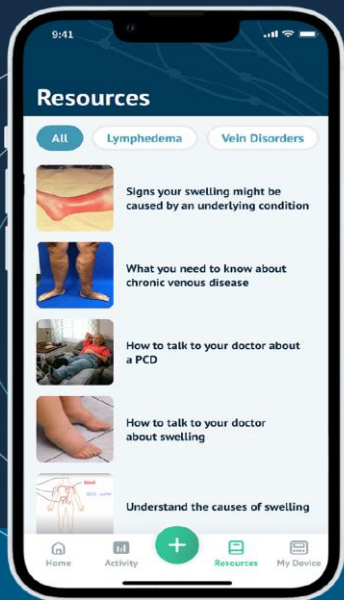 9:41
Resources
All
Lymphedema
Vein Disorders
Signs your swelling might be
caused by an underlying condition
What you need to know about
chronic venous disease
How to talk to your doctor about
a PCD
How to talk to your doctor
about swelling
Understand the causes of swelling
Home
Activity
Resources
My Device